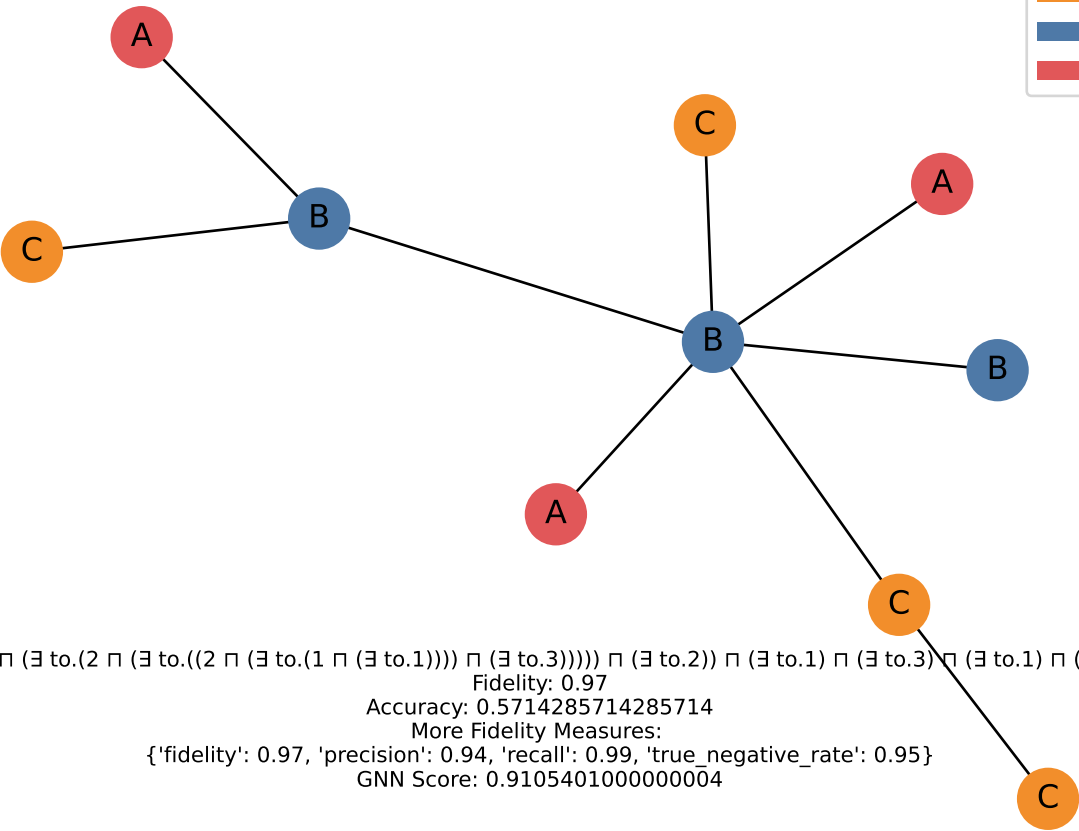 A
C
A
C
B
B
B
A
C
⊓ (∃ to.(2 ⊓ (∃ to.((2 ⊓ (∃ to.(1 ⊓ (∃ to.1)))) ⊓ (∃ to.3))))) ⊓ (∃ to.2)) ⊓ (∃ to.1) ⊓ (∃ to.3) ⊓ (∃ to.1) ⊓ (
Fidelity: 0.97
Accuracy: 0.5714285714285714
More Fidelity Measures:
{'fidelity': 0.97, 'precision': 0.94, 'recall': 0.99, 'true_negative_rate': 0.95}
GNN Score: 0.9105401000000004
C